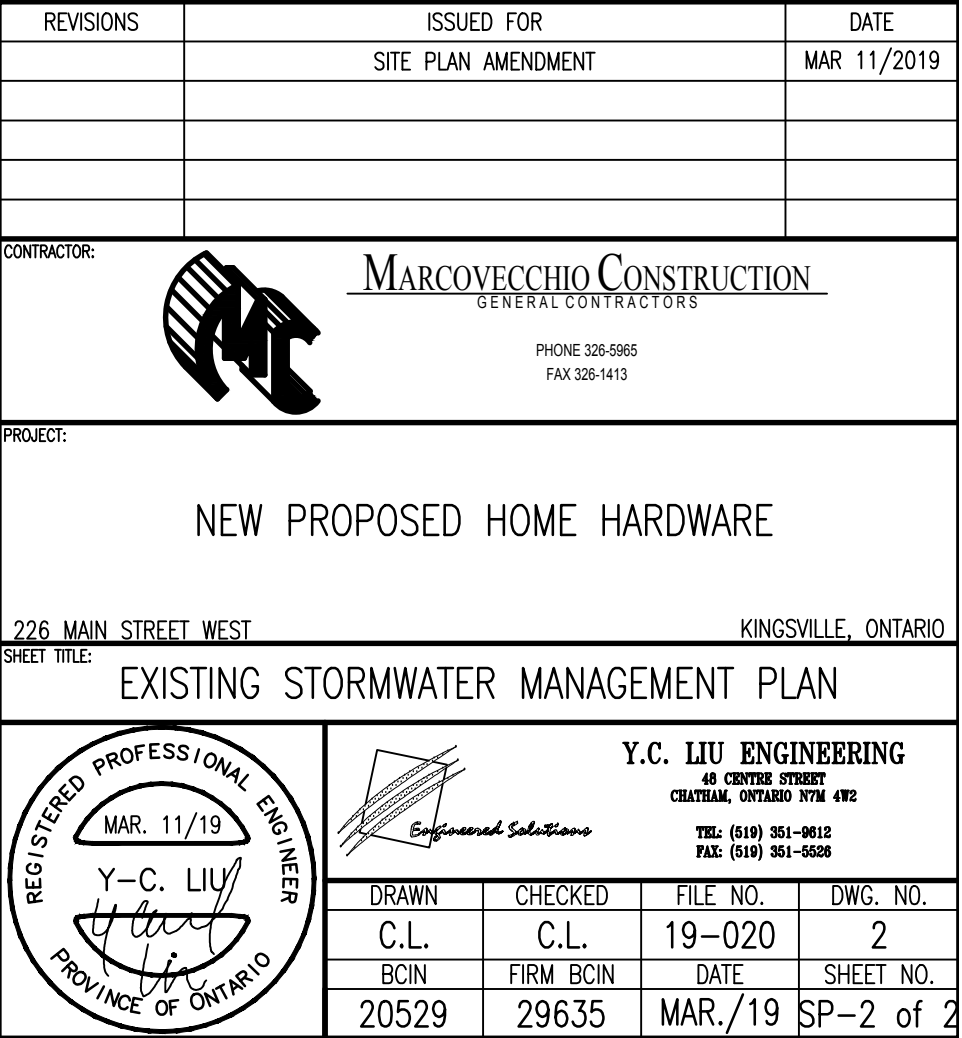 REVISIONS ISSUED FOR DATE
SITE PLAN AMENDMENT MAR 11/2019
CONTRACTOR:
MARCOVECCHIO CONSTRUCTION
GENERAL CONTRACTORS
PHONE 326-5965
FAX 326-1413
PROJECT:
NEW PROPOSED HOME HARDWARE
226 MAIN STREET WEST KINGSVILLE, ONTARIO
SHEET TITLE:
EXISTING STORMWATER MANAGEMENT PLAN
REGISTERED PROFESSIONAL ENGINEER
MAR. 11/19
Y-C. LIU
PROVINCE OF ONTARIO
Engineered Solutions
Y.C. LIU ENGINEERING
48 CENTRE STREET
CHATHAM, ONTARIO N7M 4W2
TEL: (519) 351-9612
FAX: (519) 351-5526
DRAWN CHECKED FILE NO. DWG. NO.
C.L. C.L. 19-020 2
BCIN FIRM BCIN DATE SHEET NO.
20529 29635 MAR./19 SP-2 of 2